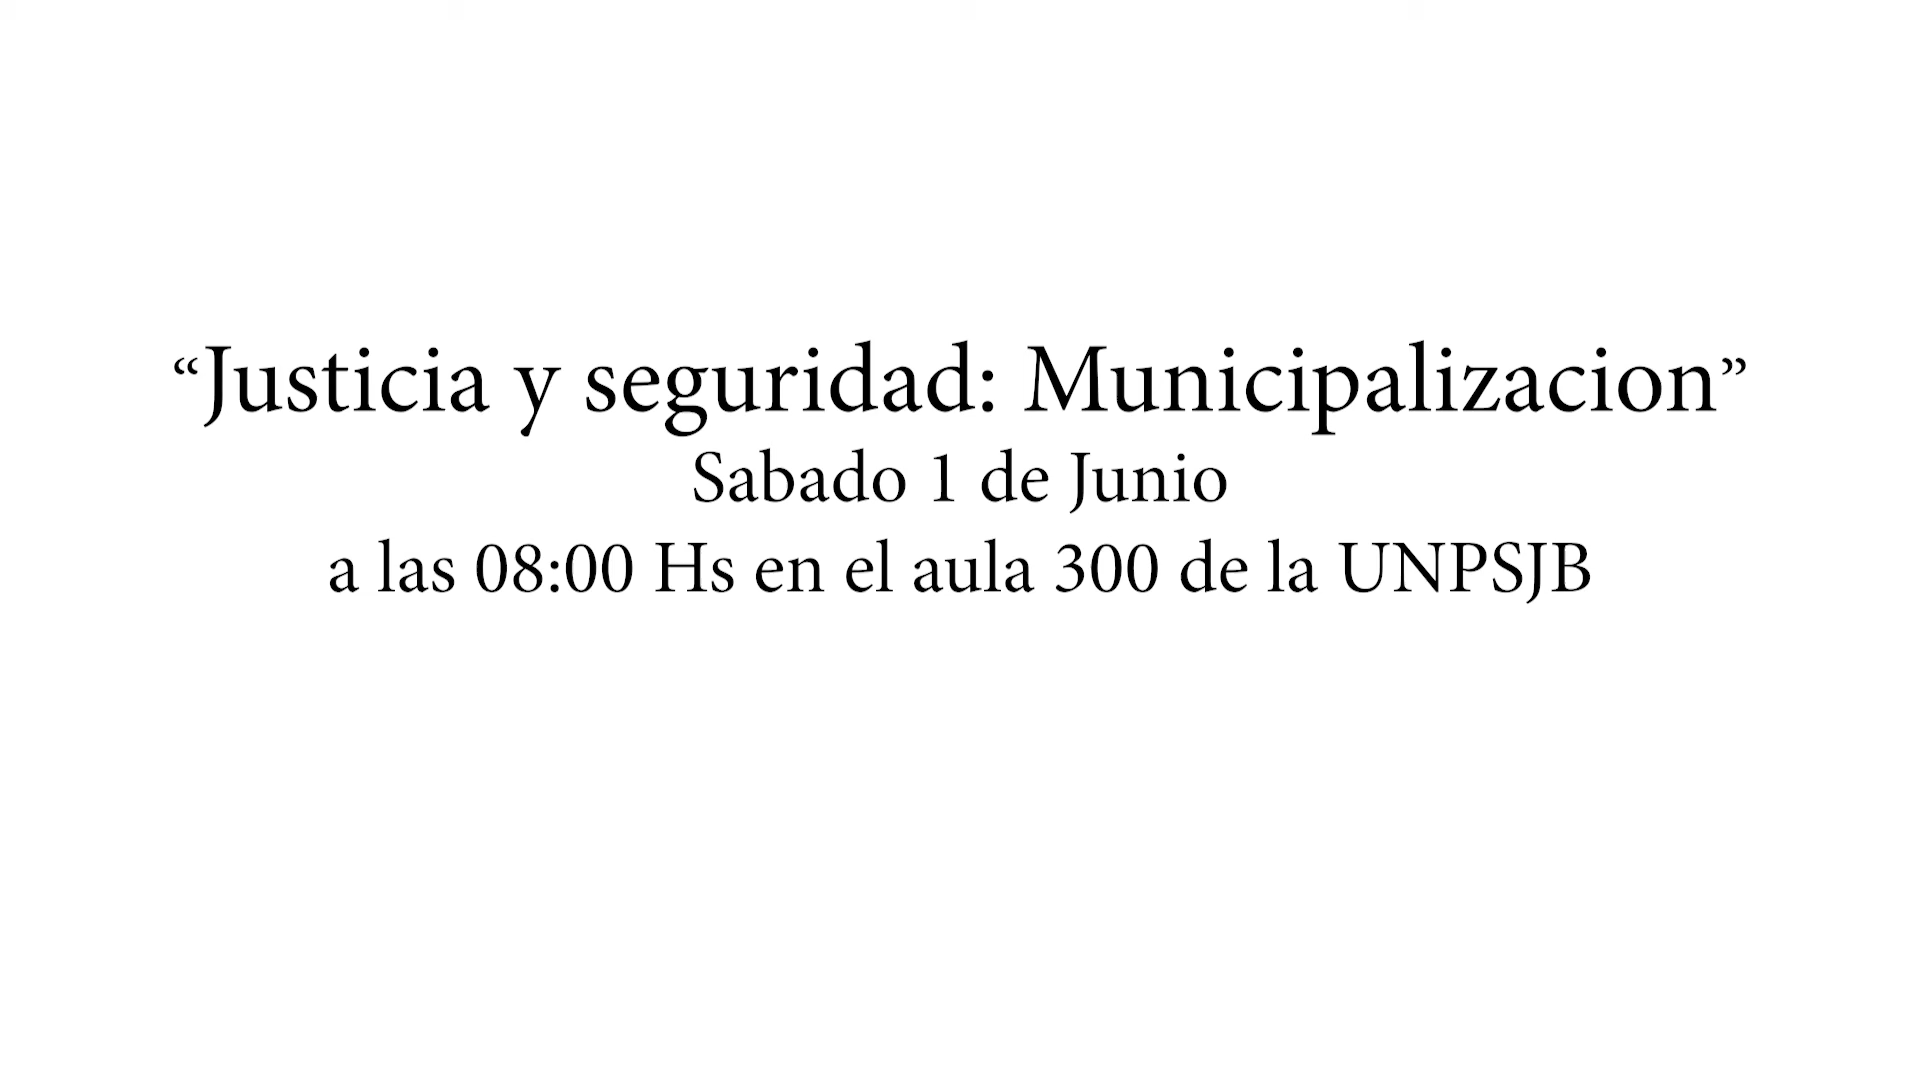 “Justicia y seguridad: Municipalizacion”
Sabado 1 de Junio
a las 08:00 Hs en el aula 300 de la UNPSJB